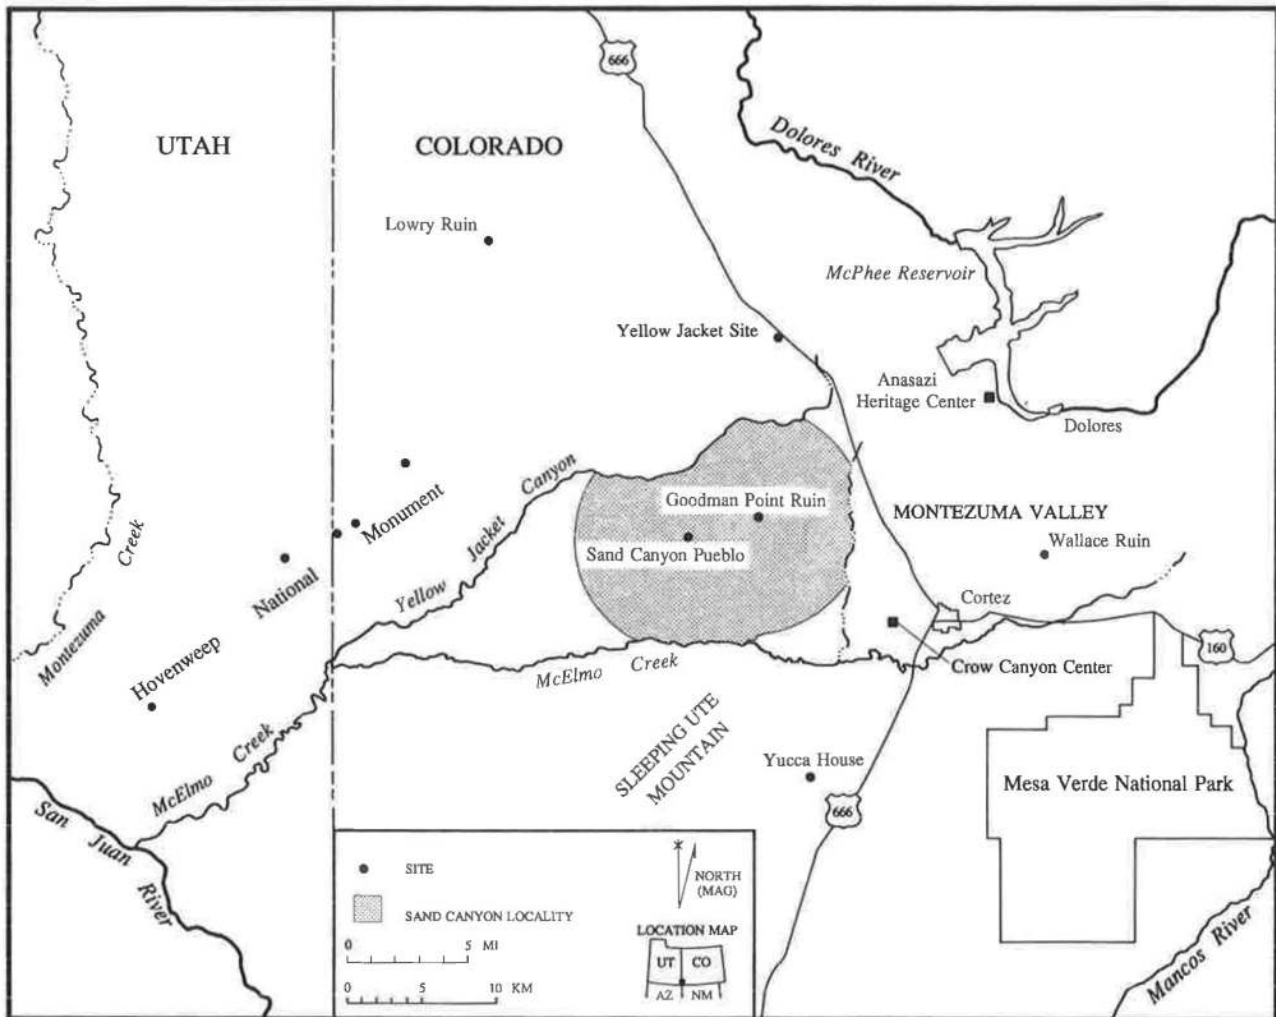 666
UTAH
COLORADO
Dolores River
Lowry Ruin
McPhee Reservoir
Yellow Jacket Site
Anasazi
Heritage Center
Dolores
Yellow Jacket Canyon
Goodman Point Ruin
Sand Canyon Pueblo
MONTEZUMA VALLEY
Wallace Ruin
Montezuma Creek
Hovenweep National Monument
Cortez
160
Crow Canyon Center
McElmo Creek
McElmo Creek
SLEEPING UTE
MOUNTAIN
Yucca House
666
Mesa Verde National Park
San Juan River
Mancos River
SITE
SAND CANYON LOCALITY
0 5 MI
0 5 10 KM
NORTH
(MAG)
LOCATION MAP
UT CO
AZ NM